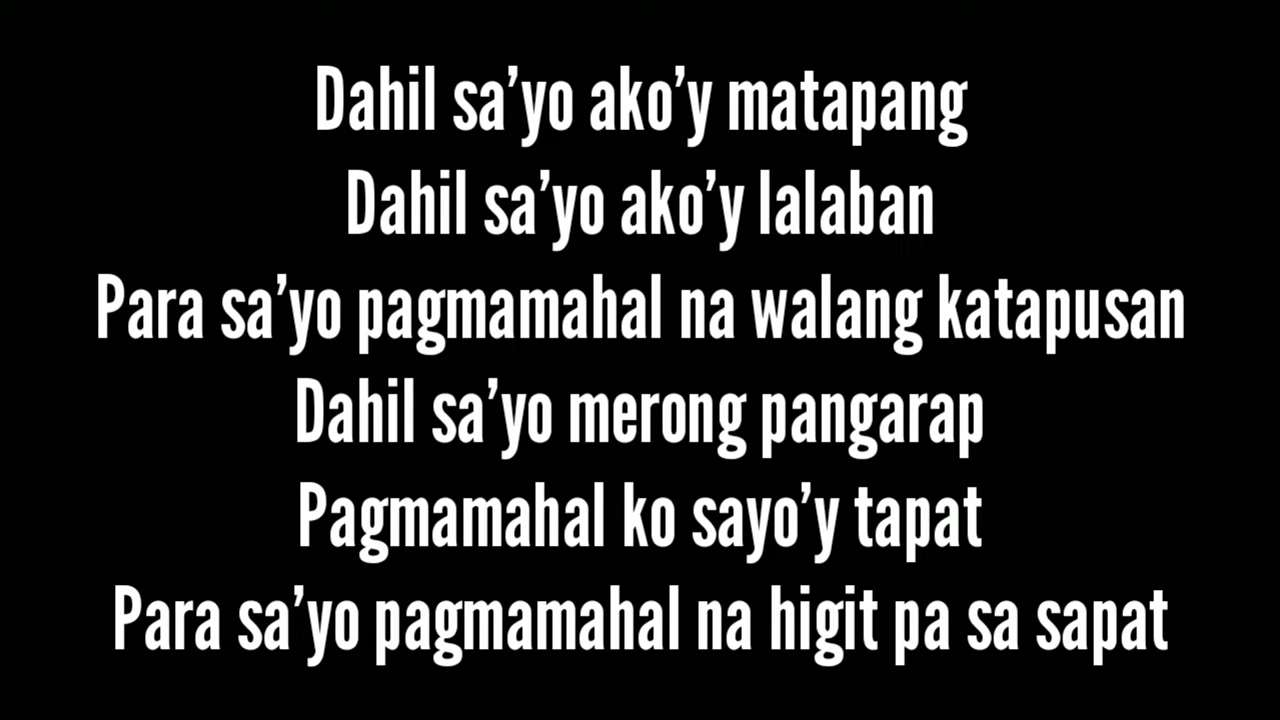 Dahil sa’yo ako’y matapang
Dahil sa’yo ako’y lalaban
Para sa’yo pagmamahal na walang katapusan
Dahil sa’yo merong pangarap
Pagmamahal ko sayo’y tapat
Para sa’yo pagmamahal na higit pa sa sapat